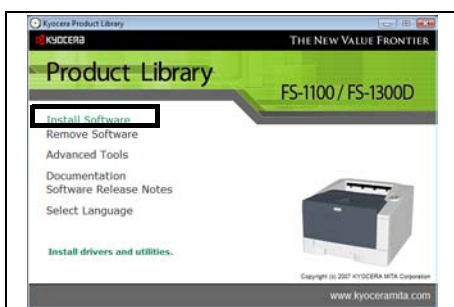 Kyocera Product Library
KYOCERA
THE NEW VALUE FRONTIER
Product Library
FS-1100 / FS-1300D
Install Software
Remove Software
Advanced Tools
Documentation
Software Release Notes
Select Language
Install drivers and utilities.
Copyright (c) 2007 KYOCERA MITA Corporation
www.kyoceramita.com